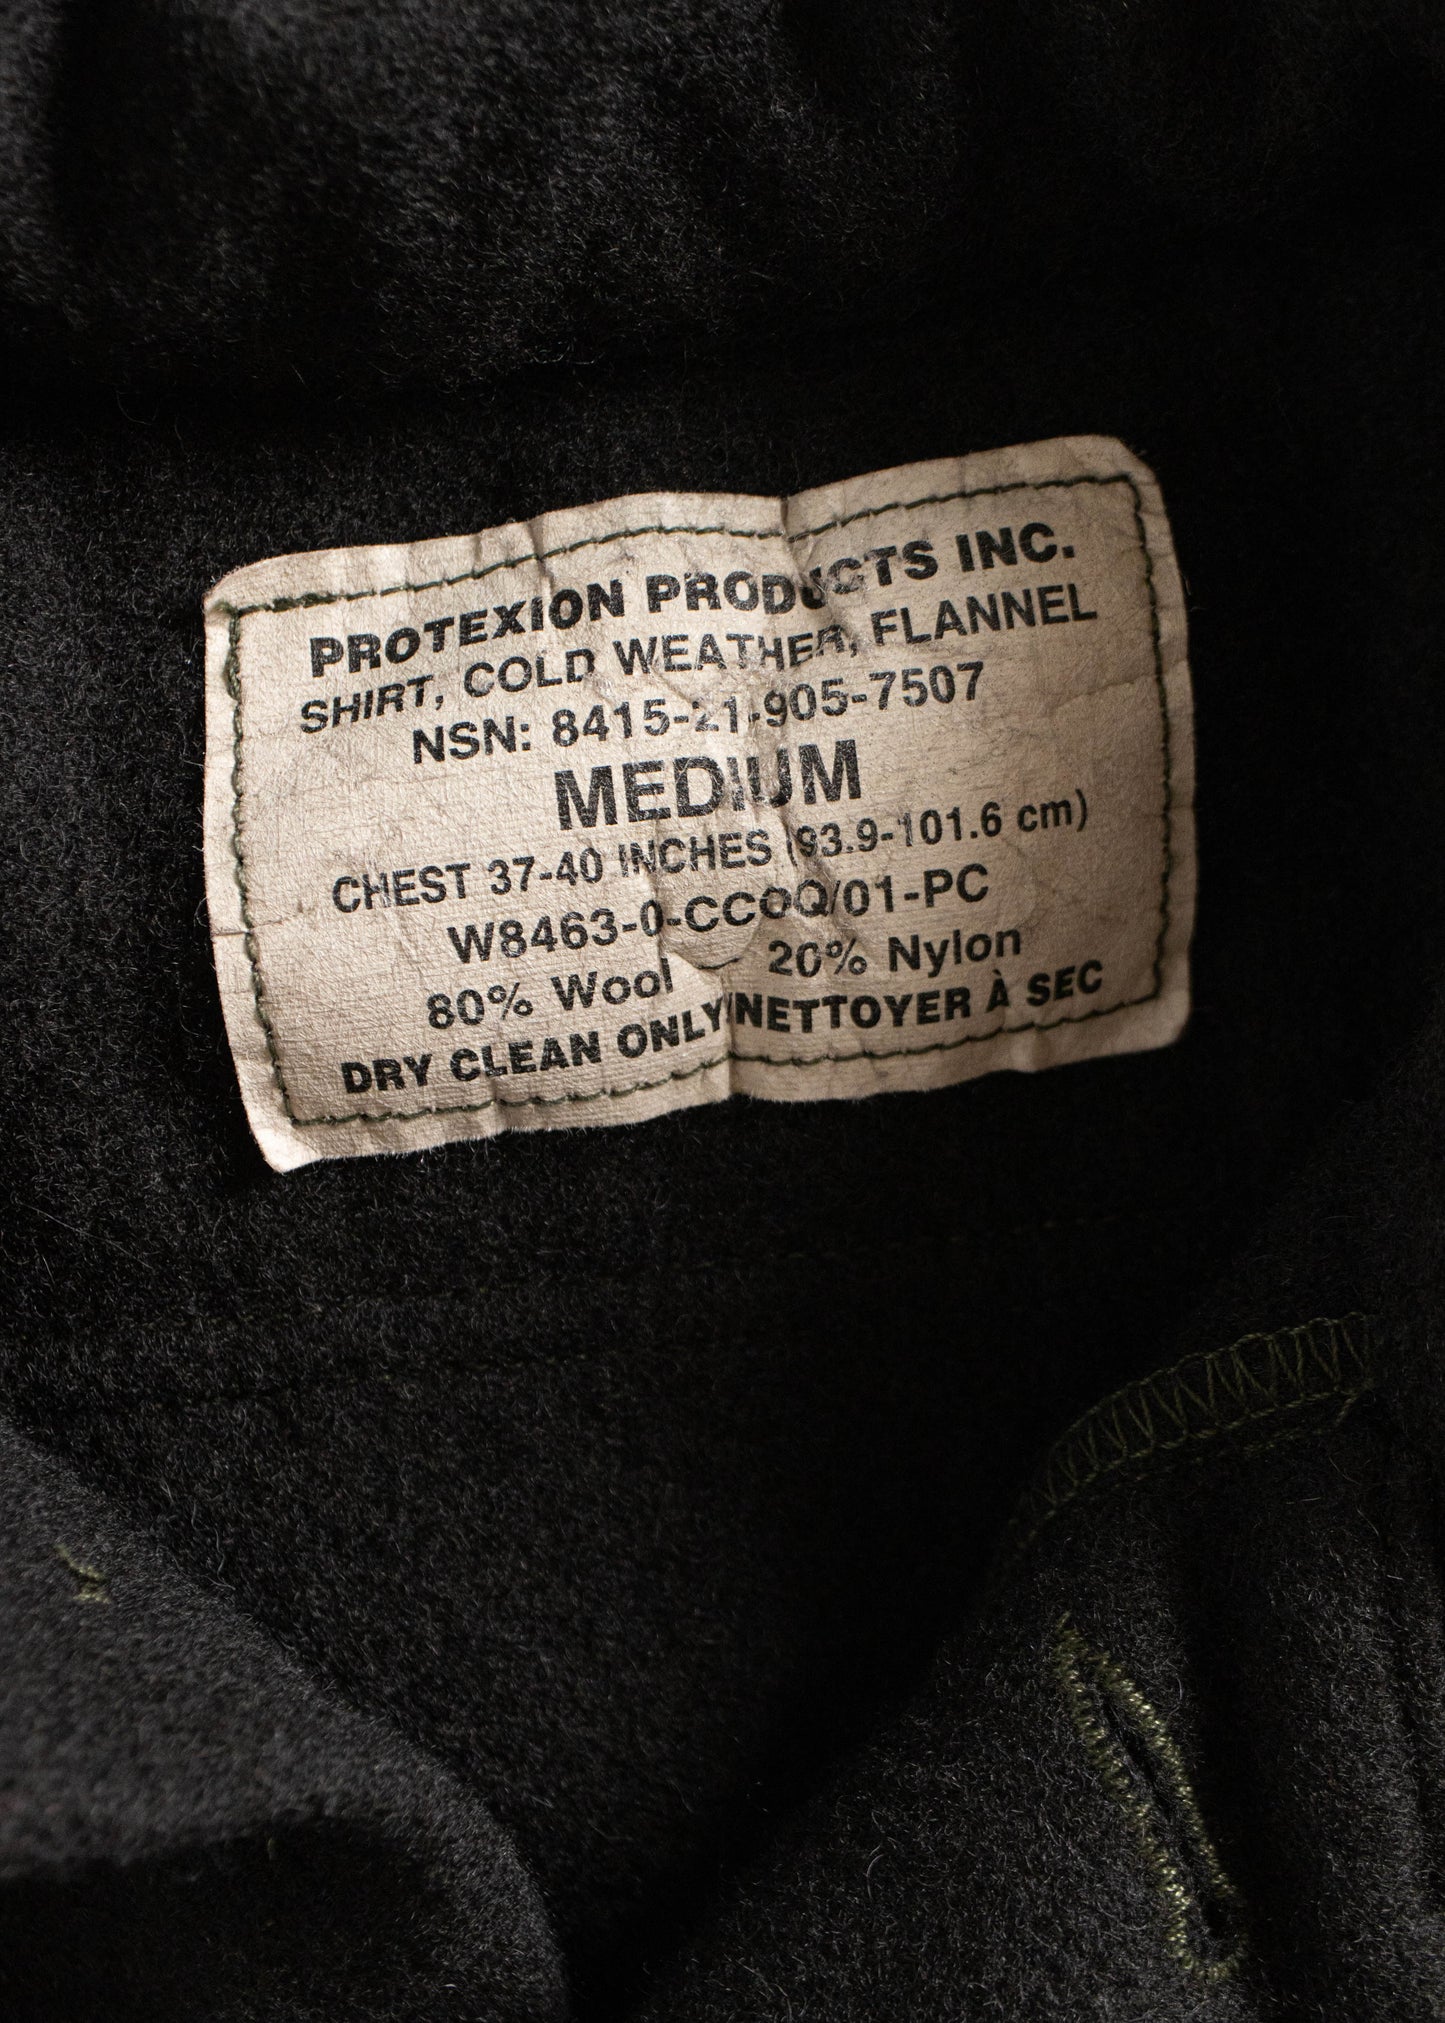 PROTEXION PRODUCTS INC.
SHIRT, COLD WEATHER, FLANNEL
NSN: 8415-21-905-7507
MEDIUM
CHEST 37-40 INCHES (93.9-101.6 cm)
W8463-0-CCOQ/01-PC
80% Wool — 20% Nylon
DRY CLEAN ONLY/NETTOYER À SEC